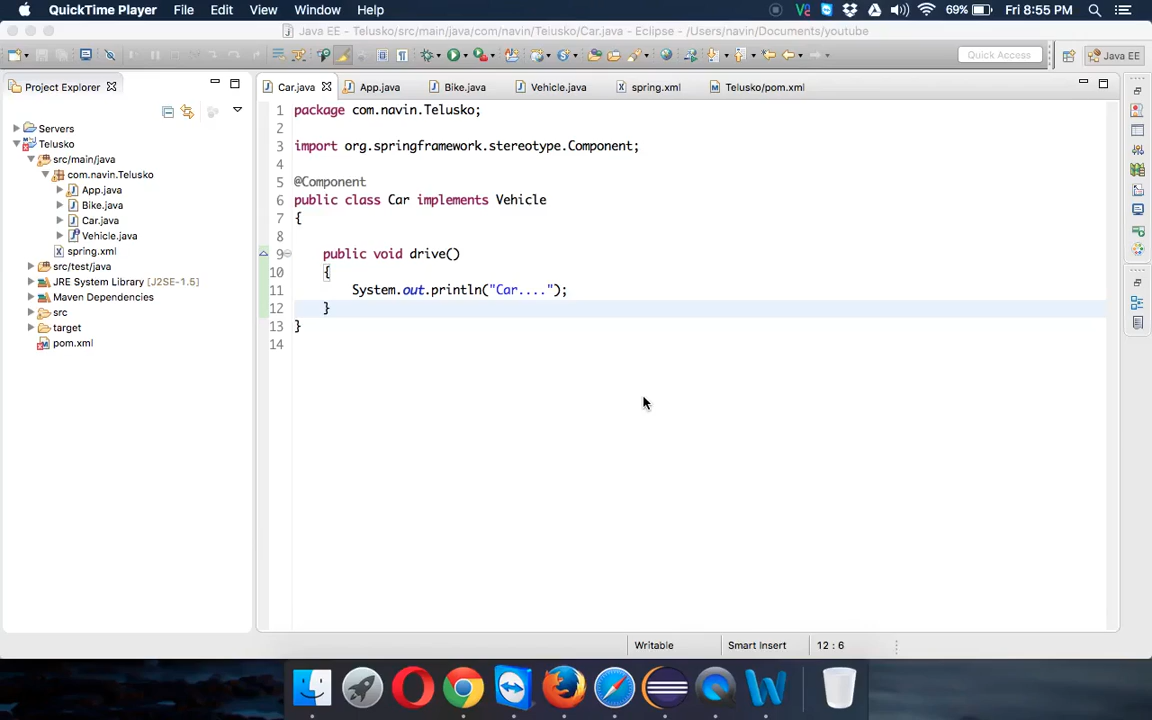 QuickTime Player File Edit View Window Help 69% Fri 8:55 PM
Java EE - Telusko/src/main/java/com/navin/Telusko/Car.java - Eclipse - /Users/navin/Documents/youtube
Quick Access Java EE
Project Explorer
Car.java App.java Bike.java Vehicle.java spring.xml Telusko/pom.xml
Servers
Telusko
src/main/java
com.navin.Telusko
App.java
Bike.java
Car.java
Vehicle.java
spring.xml
src/test/java
JRE System Library [J2SE-1.5]
Maven Dependencies
src
target
pom.xml
1 package com.navin.Telusko;
2
3 import org.springframework.stereotype.Component;
4
5 @Component
6 public class Car implements Vehicle
7 {
8
9 public void drive()
10 {
11 System.out.println("Car....");
12 }
13 }
14
Writable Smart Insert 12 : 6